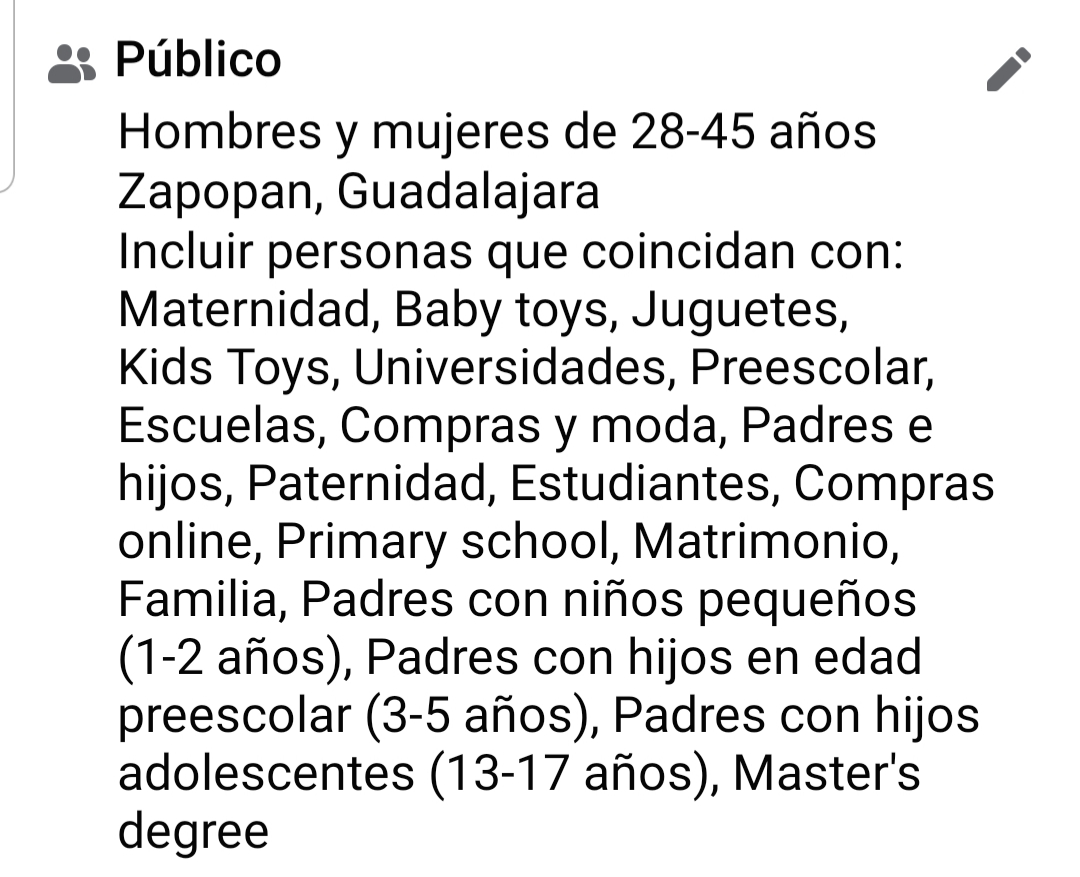 Público
Hombres y mujeres de 28-45 años
Zapopan, Guadalajara
Incluir personas que coincidan con:
Maternidad, Baby toys, Juguetes,
Kids Toys, Universidades, Preescolar,
Escuelas, Compras y moda, Padres e
hijos, Paternidad, Estudiantes, Compras
online, Primary school, Matrimonio,
Familia, Padres con niños pequeños
(1-2 años), Padres con hijos en edad
preescolar (3-5 años), Padres con hijos
adolescentes (13-17 años), Master's
degree